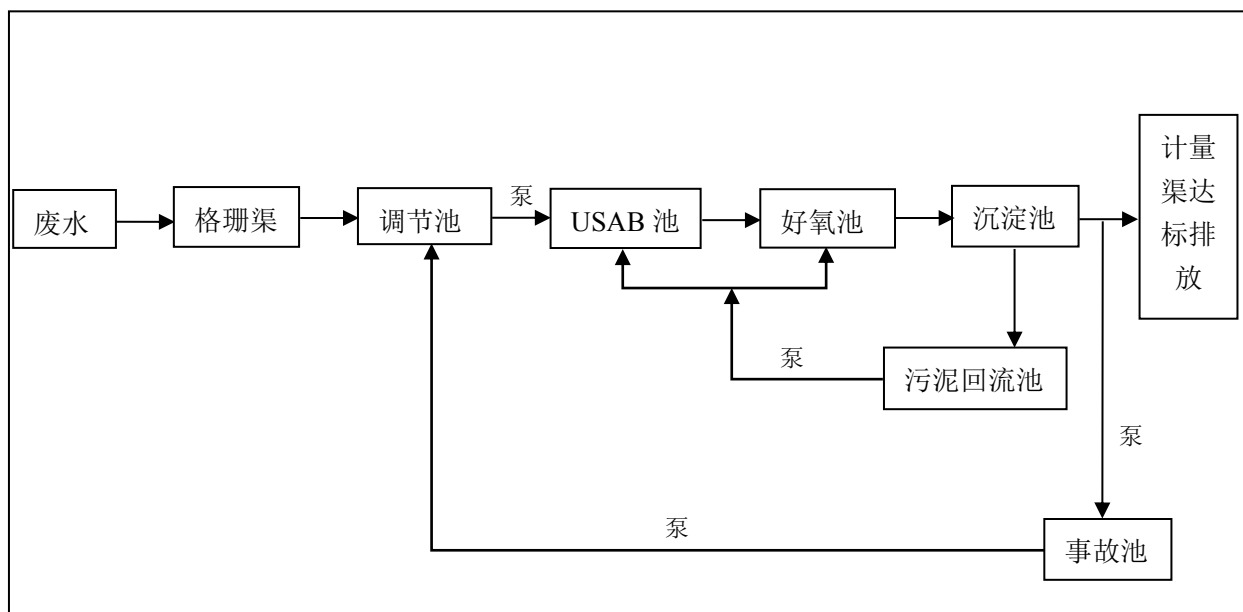 废水
格珊渠
调节池
泵
USAB 池
好氧池
沉淀池
计量
渠达
标排
放
泵
污泥回流池
泵
泵
事故池